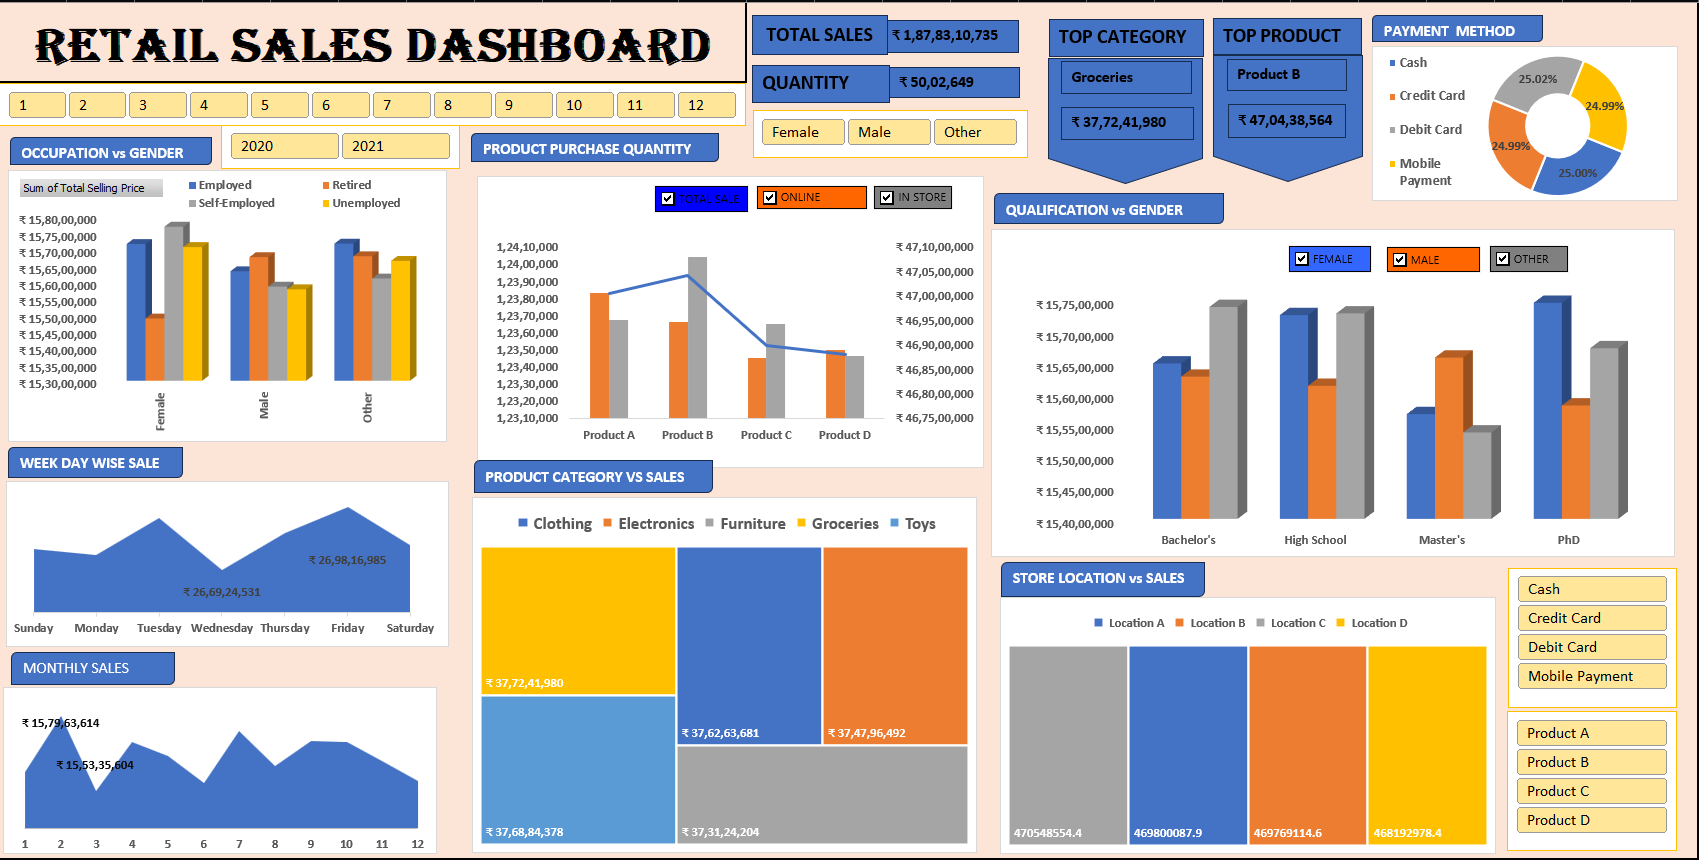 RETAIL SALES DASHBOARD
TOTAL SALES
₹ 1,87,83,10,735
QUANTITY
₹ 50,02,649
TOP CATEGORY
Groceries
₹ 37,72,41,980
TOP PRODUCT
Product B
₹ 47,04,38,564
PAYMENT METHOD
Cash
Credit Card
Debit Card
Mobile
Payment
25.02%
24.99%
24.99%
25.00%
1 2 3 4 5 6 7 8 9 10 11 12
2020 2021
Female Male Other
OCCUPATION vs GENDER
Sum of Total Selling Price
Employed Retired
Self-Employed Unemployed
₹ 15,80,00,000
₹ 15,75,00,000
₹ 15,70,00,000
₹ 15,65,00,000
₹ 15,60,00,000
₹ 15,55,00,000
₹ 15,50,00,000
₹ 15,45,00,000
₹ 15,40,00,000
₹ 15,35,00,000
₹ 15,30,00,000
Female Male Other
PRODUCT PURCHASE QUANTITY
TOTAL SALE ONLINE IN STORE
1,24,10,000
1,24,00,000
1,23,90,000
1,23,80,000
1,23,70,000
1,23,60,000
1,23,50,000
1,23,40,000
1,23,30,000
1,23,20,000
1,23,10,000
₹ 47,10,00,000
₹ 47,05,00,000
₹ 47,00,00,000
₹ 46,95,00,000
₹ 46,90,00,000
₹ 46,85,00,000
₹ 46,80,00,000
₹ 46,75,00,000
Product A Product B Product C Product D
QUALIFICATION vs GENDER
FEMALE MALE OTHER
₹ 15,75,00,000
₹ 15,70,00,000
₹ 15,65,00,000
₹ 15,60,00,000
₹ 15,55,00,000
₹ 15,50,00,000
₹ 15,45,00,000
₹ 15,40,00,000
Bachelor's High School Master's PhD
WEEK DAY WISE SALE
₹ 26,98,16,985
₹ 26,69,24,531
Sunday Monday Tuesday Wednesday Thursday Friday Saturday
MONTHLY SALES
₹ 15,79,63,614
₹ 15,53,35,604
1 2 3 4 5 6 7 8 9 10 11 12
PRODUCT CATEGORY VS SALES
Clothing Electronics Furniture Groceries Toys
₹ 37,72,41,980
₹ 37,62,63,681
₹ 37,47,96,492
₹ 37,68,84,378
₹ 37,31,24,204
STORE LOCATION vs SALES
Location A Location B Location C Location D
470548554.4
469800087.9
469769114.6
468192978.4
Cash
Credit Card
Debit Card
Mobile Payment
Product A
Product B
Product C
Product D